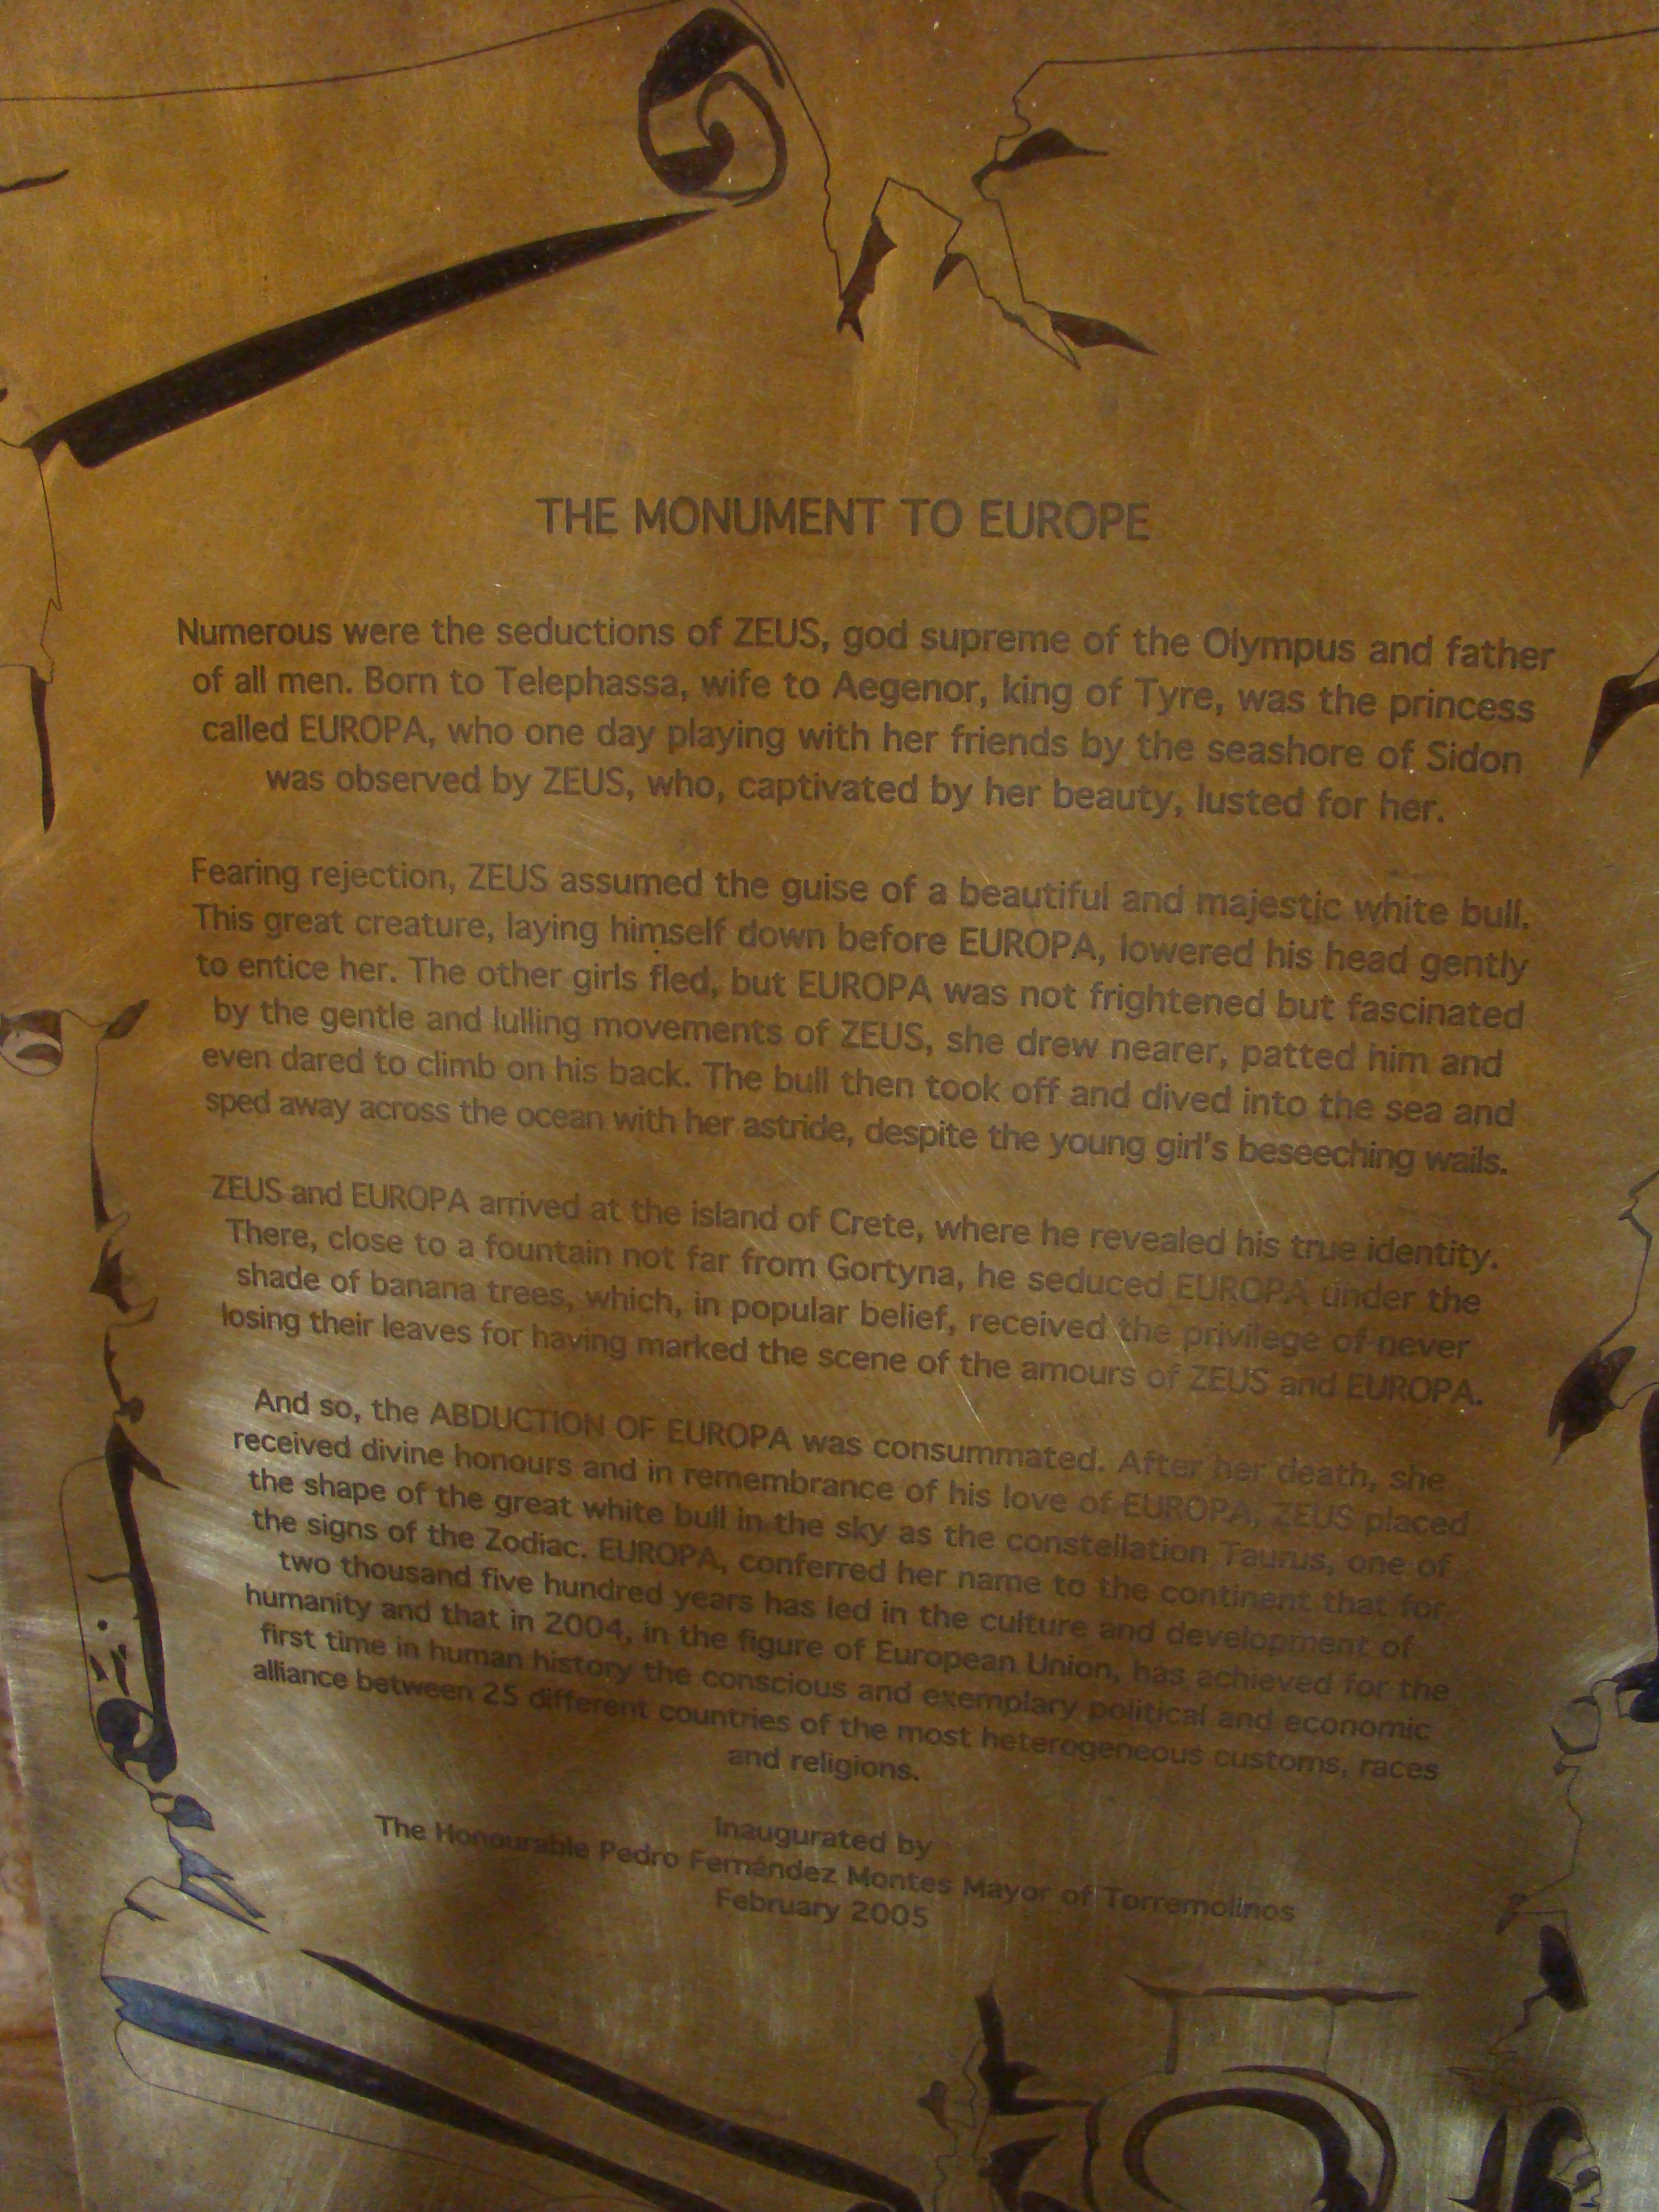 THE MONUMENT TO EUROPE
Numerous were the seductions of ZEUS, god supreme of the Olympus and father
of all men. Born to Telephassa, wife to Aegenor, king of Tyre, was the princess
called EUROPA, who one day playing with her friends by the seashore of Sidon
was observed by ZEUS, who, captivated by her beauty, lusted for her.
Fearing rejection, ZEUS assumed the guise of a beautiful and majestic white bull.
This great creature, laying himself down before EUROPA, lowered his head gently
to entice her. The other girls fled, but EUROPA was not frightened but fascinated
by the gentle and lulling movements of ZEUS, she drew nearer, patted him and
even dared to climb on his back. The bull then took off and dived into the sea and
sped away across the ocean with her astride, despite the young girl's beseeching wails.
ZEUS and EUROPA arrived at the island of Crete, where he revealed his true identity.
There, close to a fountain not far from Gortyna, he seduced EUROPA under the
shade of banana trees, which, in popular belief, received the privilege of never
losing their leaves for having marked the scene of the amours of ZEUS and EUROPA.
And so, the ABDUCTION OF EUROPA was consummated. After her death, she
received divine honours and in remembrance of his love of EUROPA, ZEUS placed
the shape of the great white bull in the sky as the constellation Taurus, one of
the signs of the Zodiac. EUROPA, conferred her name to the continent that for
two thousand five hundred years has led in the culture and development of
humanity and that in 2004, in the figure of European Union, has achieved for the
first time in human history the conscious and exemplary political and economic
alliance between 25 different countries of the most heterogeneous customs, races
and religions.
Inaugurated by
The Honourable Pedro Fernández Montes Mayor of Torremolinos
February 2005